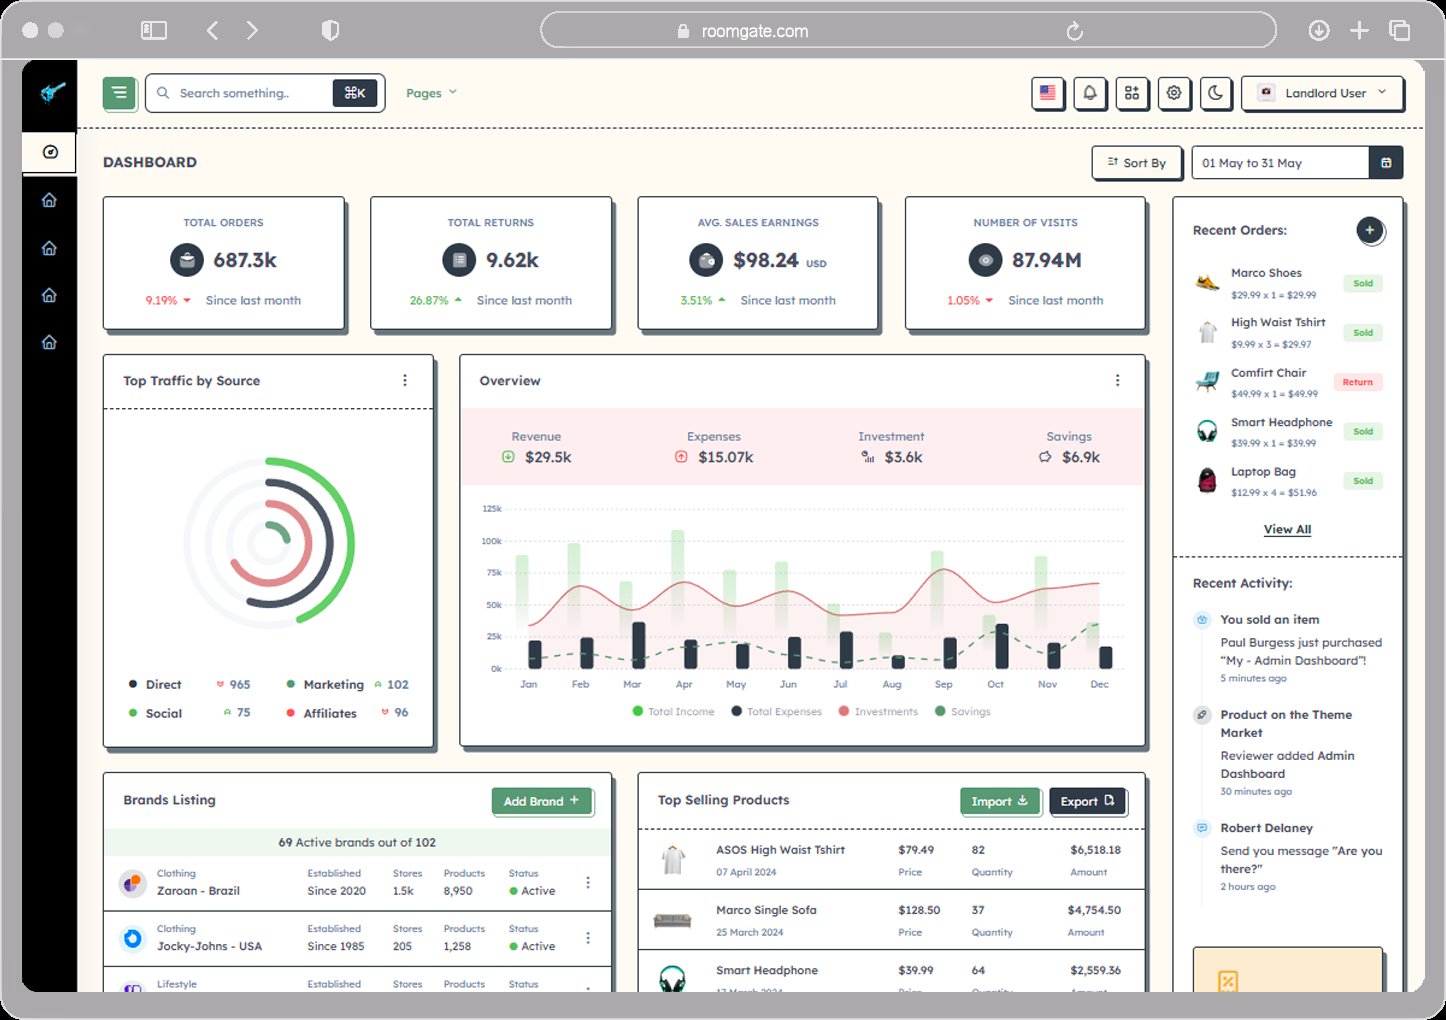 roomgate.com
Search something..
⌘K
Pages
Landlord User
DASHBOARD
Sort By
01 May to 31 May
TOTAL ORDERS
687.3k
9.19% Since last month
TOTAL RETURNS
9.62k
26.87% Since last month
AVG. SALES EARNINGS
$98.24 USD
3.51% Since last month
NUMBER OF VISITS
87.94M
1.05% Since last month
Top Traffic by Source
Direct 965
Marketing 102
Social 75
Affiliates 96
Overview
Revenue
$29.5k
Expenses
$15.07k
Investment
$3.6k
Savings
$6.9k
125k
100k
75k
50k
25k
0k
Jan Feb Mar Apr May Jun Jul Aug Sep Oct Nov Dec
Total Income Total Expenses Investments Savings
Recent Orders:
Marco Shoes
$29.99 x 1 = $29.99
Sold
High Waist Tshirt
$9.99 x 3 = $29.97
Sold
Comfirt Chair
$49.99 x 1 = $49.99
Return
Smart Headphone
$39.99 x 1 = $39.99
Sold
Laptop Bag
$12.99 x 4 = $51.96
Sold
View All
Recent Activity:
You sold an item
Paul Burgess just purchased
“My - Admin Dashboard”!
5 minutes ago
Product on the Theme
Market
Reviewer added Admin
Dashboard
30 minutes ago
Robert Delaney
Send you message "Are you
there?"
2 hours ago
Brands Listing
Add Brand +
69 Active brands out of 102
Clothing Established Stores Products Status
Zaroan - Brazil Since 2020 1.5k 8,950 Active
Clothing Established Stores Products Status
Jocky-Johns - USA Since 1985 205 1,258 Active
Lifestyle Established Stores Products Status
Top Selling Products
Import
Export
ASOS High Waist Tshirt $79.49 82 $6,518.18
07 April 2024 Price Quantity Amount
Marco Single Sofa $128.50 37 $4,754.50
25 March 2024 Price Quantity Amount
Smart Headphone $39.99 64 $2,559.36